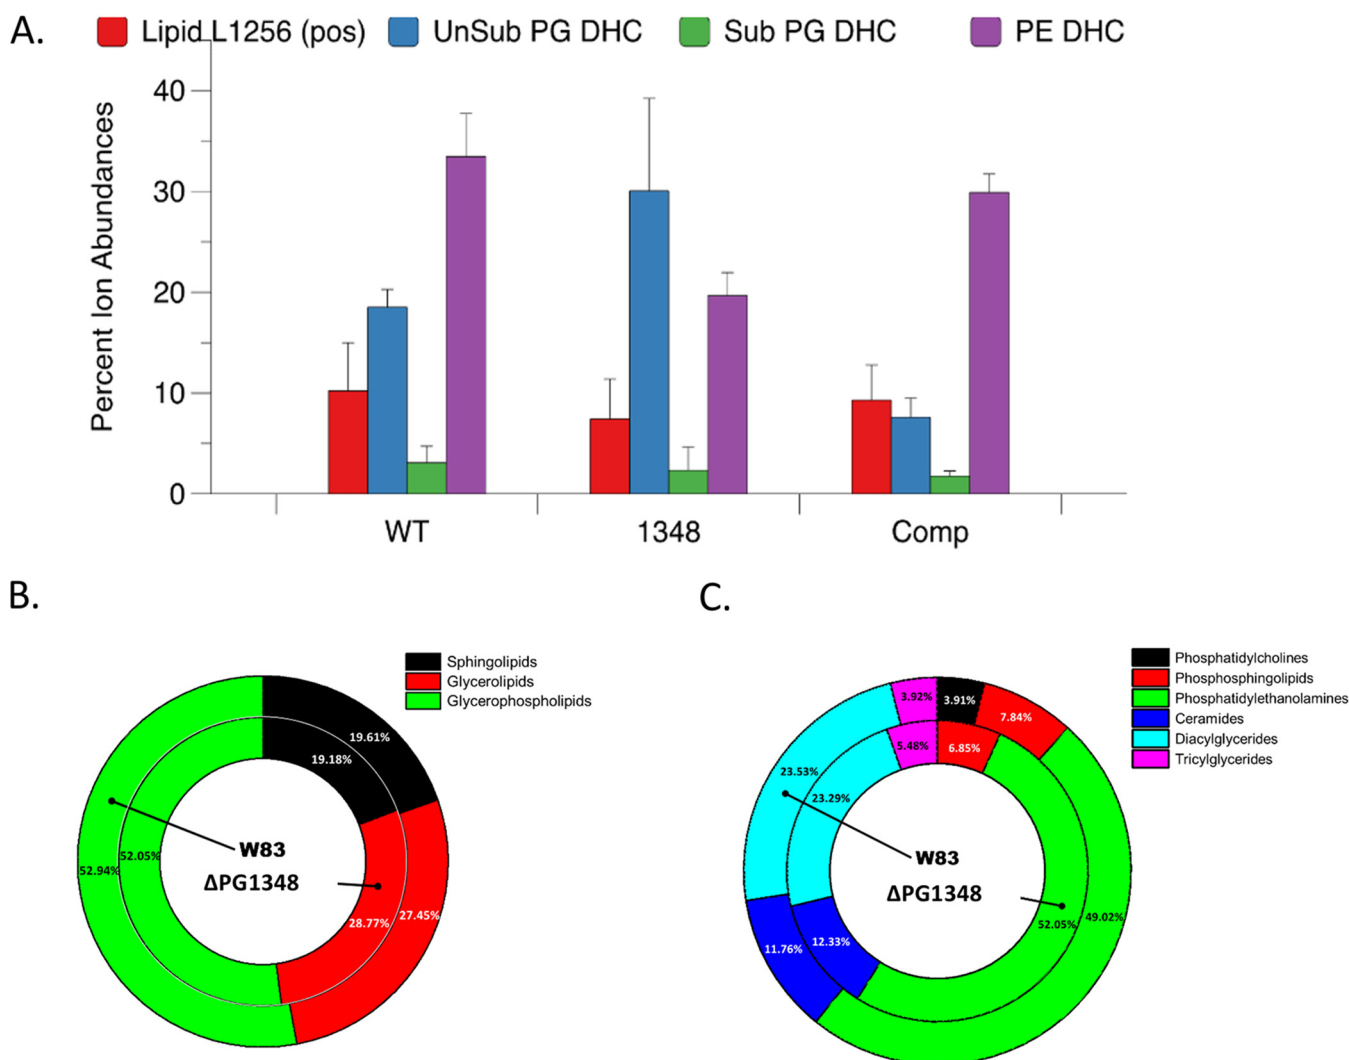 A.
Lipid L1256 (pos) UnSub PG DHC Sub PG DHC PE DHC
Percent Ion Abundances
40
30
20
10
0
WT 1348 Comp
B.
Sphingolipids
Glycerolipids
Glycerophospholipids
19.61%
19.18%
W83
52.05%
52.94%
ΔPG1348
28.77%
27.45%
C.
Phosphatidylcholines
Phosphosphingolipids
Phosphatidylethanolamines
Ceramides
Diacylglycerides
Tricylglycerides
3.92%
3.91%
7.84%
5.48%
6.85%
23.53%
23.29%
W83
ΔPG1348
52.05%
49.02%
11.76%
12.33%